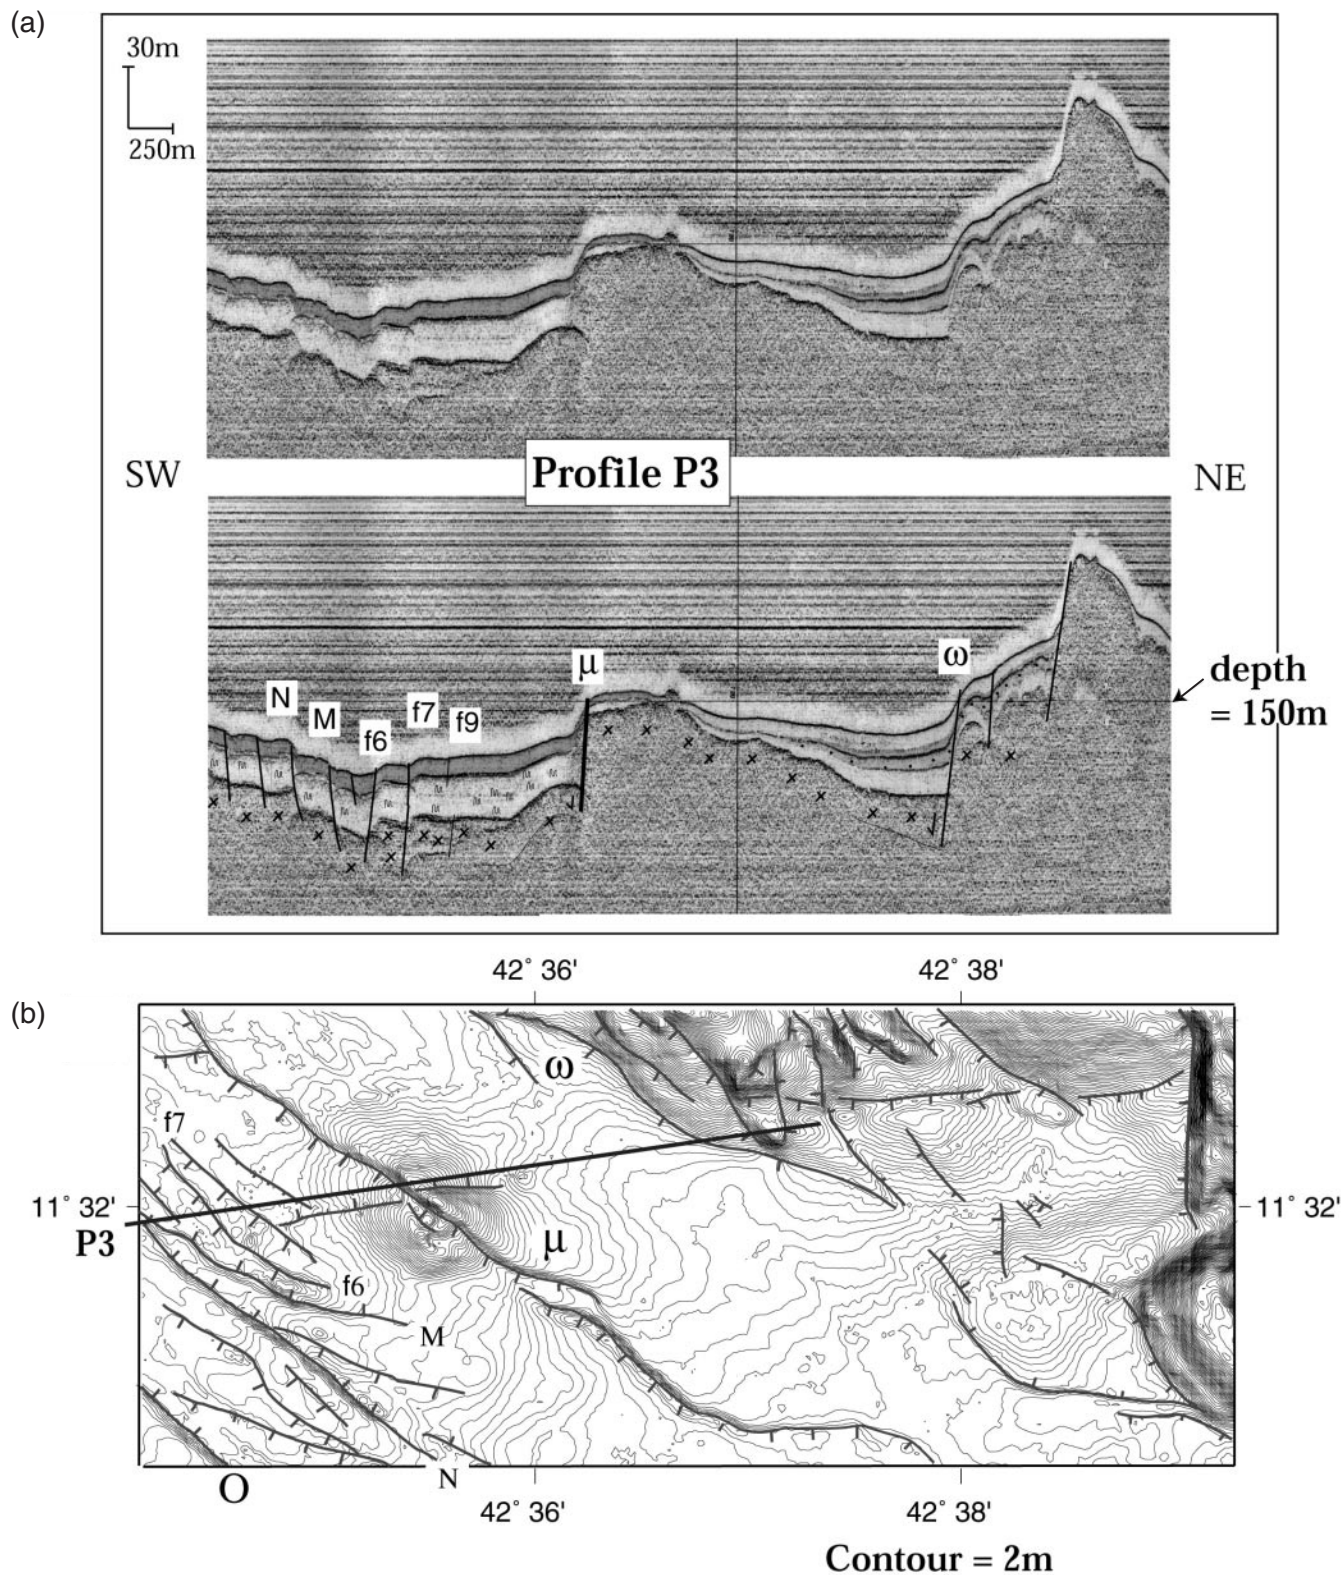 (a)
30m
250m
SW
Profile P3
NE
μ
ω
N
M
f6
f7
f9
depth
= 150m
42° 36'
42° 38'
(b)
ω
f7
11° 32'
11° 32'
P3
μ
f6
M
O
N
42° 36'
42° 38'
Contour = 2m